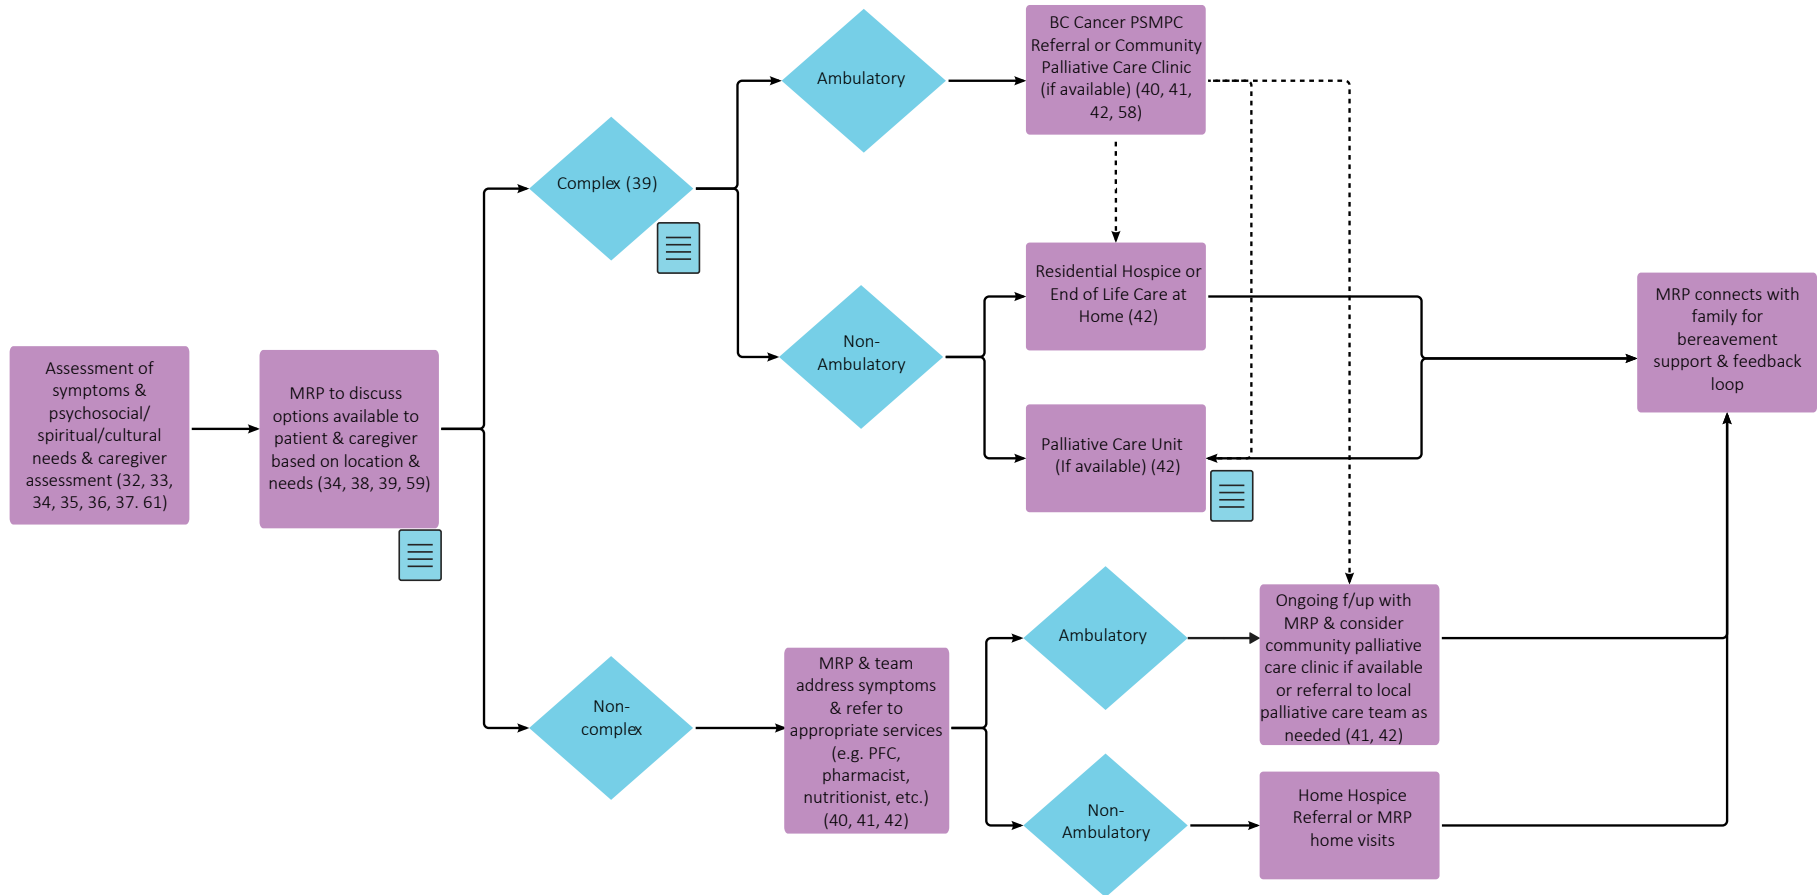 Assessment of
symptoms &
psychosocial/
spiritual/cultural
needs & caregiver
assessment (32, 33,
34, 35, 36, 37. 61)
MRP to discuss
options available to
patient & caregiver
based on location &
needs (34, 38, 39, 59)
Complex (39)
Non-
complex
Ambulatory
Non-
Ambulatory
BC Cancer PSMPC
Referral or Community
Palliative Care Clinic
(if available) (40, 41,
42, 58)
Residential Hospice or
End of Life Care at
Home (42)
Palliative Care Unit
(If available) (42)
MRP & team
address symptoms
& refer to
appropriate services
(e.g. PFC,
pharmacist,
nutritionist, etc.)
(40, 41, 42)
Ambulatory
Non-
Ambulatory
Ongoing f/up with
MRP & consider
community palliative
care clinic if available
or referral to local
palliative care team as
needed (41, 42)
Home Hospice
Referral or MRP
home visits
MRP connects with
family for
bereavement
support & feedback
loop